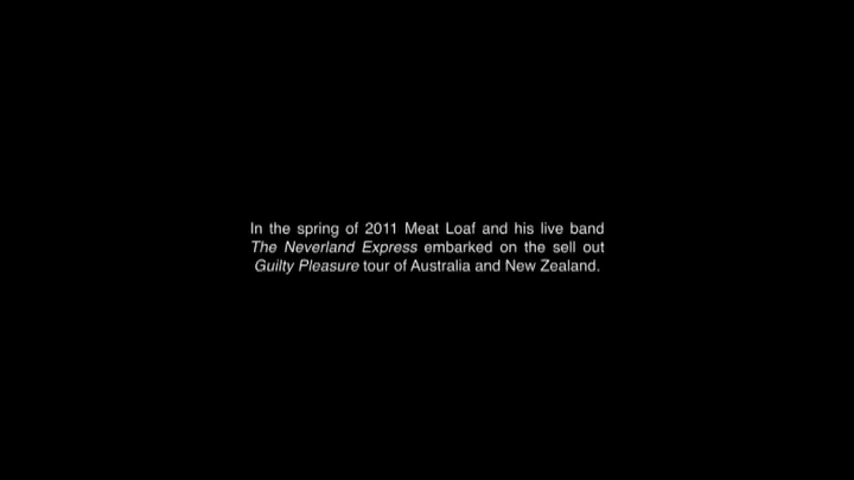 In the spring of 2011 Meat Loaf and his live band
The Neverland Express embarked on the sell out
Guilty Pleasure tour of Australia and New Zealand.